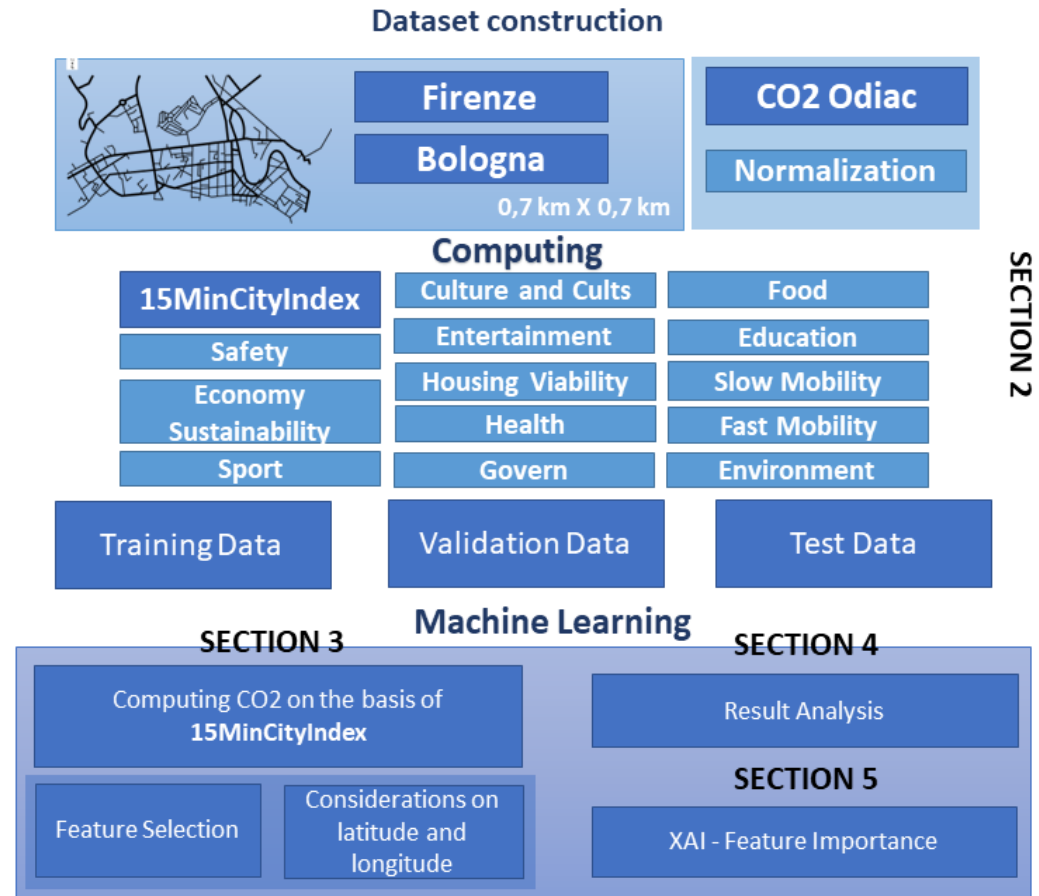 Dataset construction
Firenze
Bologna
0,7 km X 0,7 km
CO2 Odiac
Normalization
Computing
15MinCityIndex
Safety
Economy
Sustainability
Sport
Culture and Cults
Entertainment
Housing Viability
Health
Govern
Food
Education
Slow Mobility
Fast Mobility
Environment
SECTION 2
Training Data
Validation Data
Test Data
Machine Learning
SECTION 3
Computing CO2 on the basis of
15MinCityIndex
Feature Selection
Considerations on
latitude and
longitude
SECTION 4
Result Analysis
SECTION 5
XAI - Feature Importance